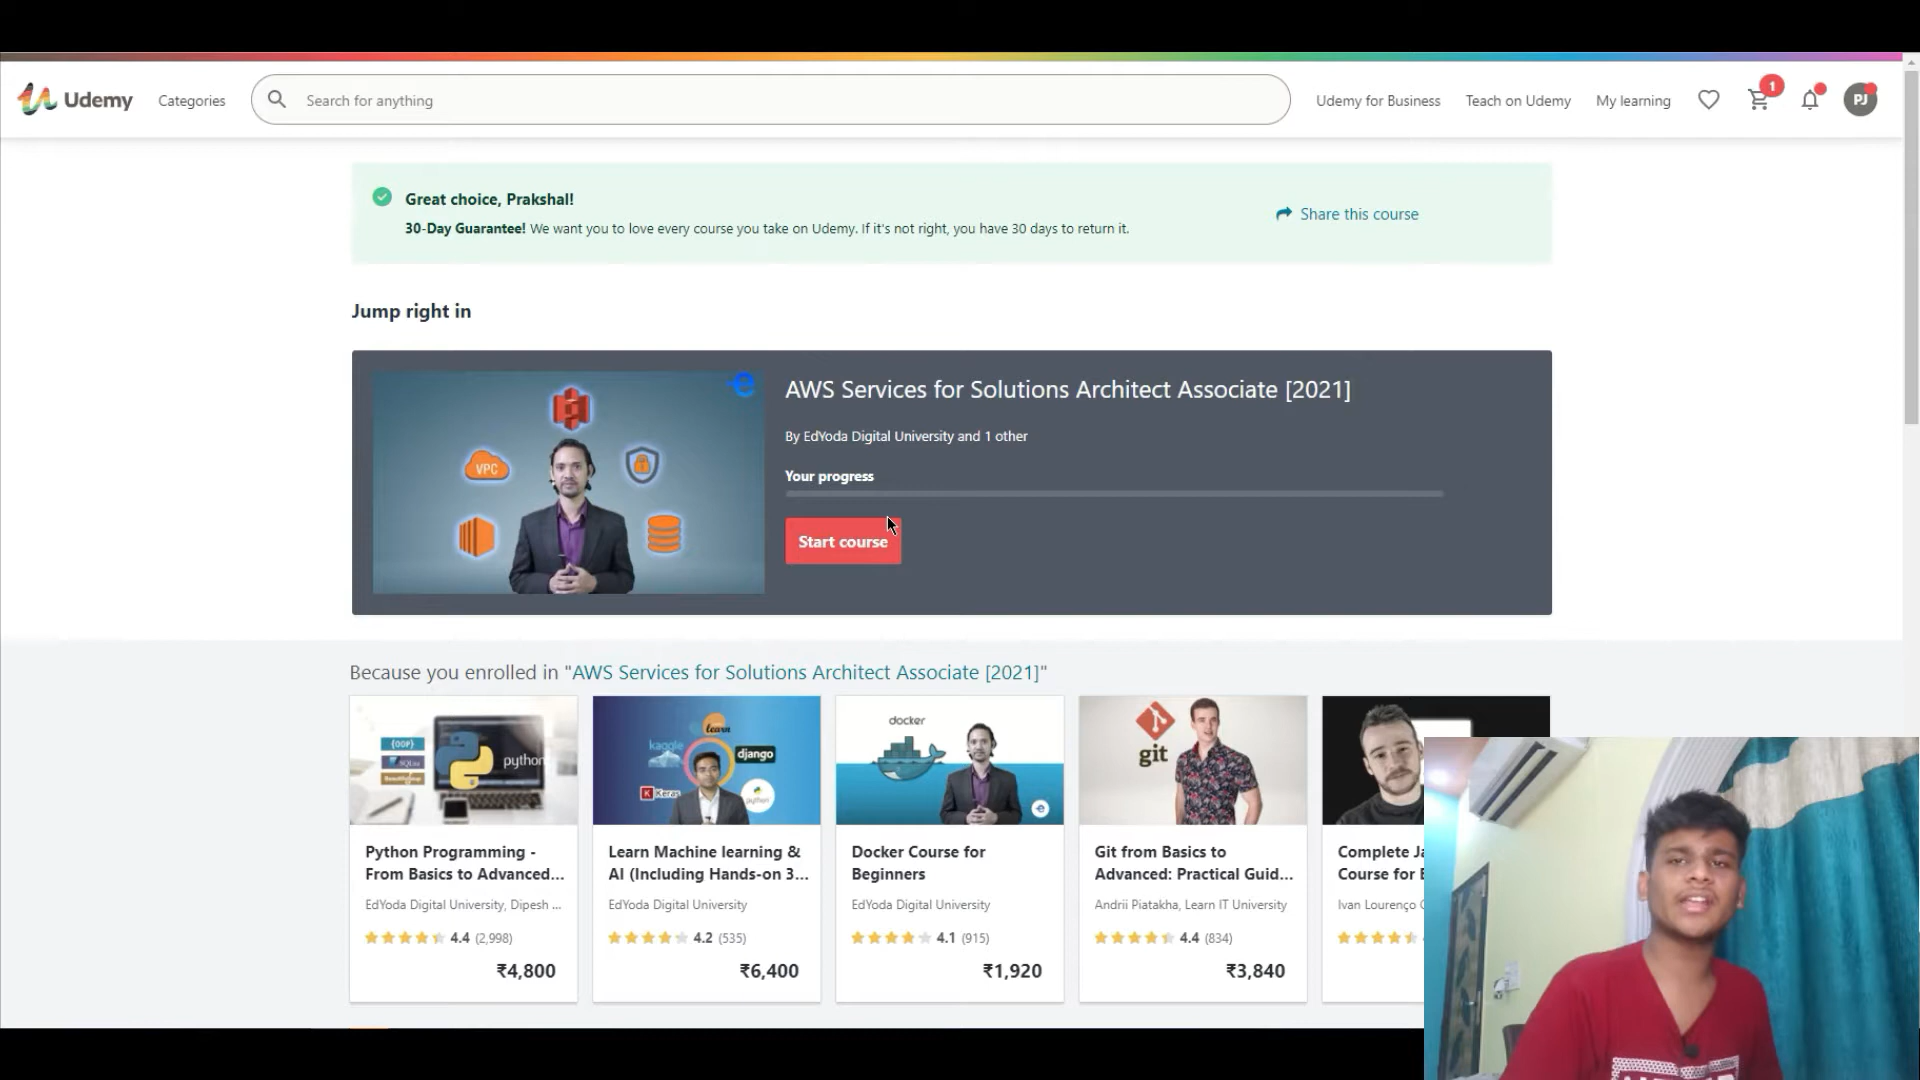 Udemy
Categories
Search for anything
Udemy for Business
Teach on Udemy
My learning
1
PJ
Great choice, Prakshal!
30-Day Guarantee! We want you to love every course you take on Udemy. If it's not right, you have 30 days to return it.
Share this course
Jump right in
VPC
e
AWS Services for Solutions Architect Associate [2021]
By EdYoda Digital University and 1 other
Your progress
Start course
Because you enrolled in "AWS Services for Solutions Architect Associate [2021]"
{OOP}
python
learn
kaggle
django
K Keras
python
docker
e
git
Python Programming -
From Basics to Advanced...
EdYoda Digital University, Dipesh ...
4.4 (2,998)
₹4,800
Learn Machine learning &
AI (Including Hands-on 3...
EdYoda Digital University
4.2 (535)
₹6,400
Docker Course for
Beginners
EdYoda Digital University
4.1 (915)
₹1,920
Git from Basics to
Advanced: Practical Guid...
Andrii Piatakha, Learn IT University
4.4 (834)
₹3,840
Complete Ja
Course for
Ivan Lourenço